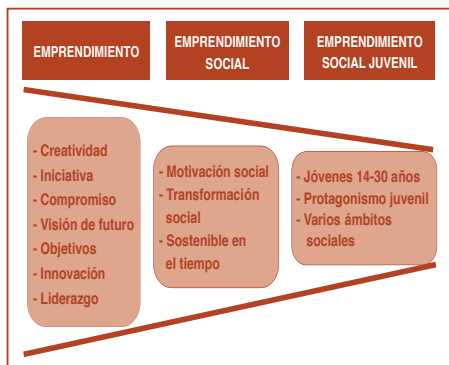 EMPRENDIMIENTO
EMPRENDIMIENTO
SOCIAL
EMPRENDIMIENTO
SOCIAL JUVENIL
- Creatividad
- Iniciativa
- Compromiso
- Visión de futuro
- Objetivos
- Innovación
- Liderazgo
- Motivación social
- Transformación
social
- Sostenible en
el tiempo
- Jóvenes 14-30 años
- Protagonismo juvenil
- Varios ámbitos
sociales